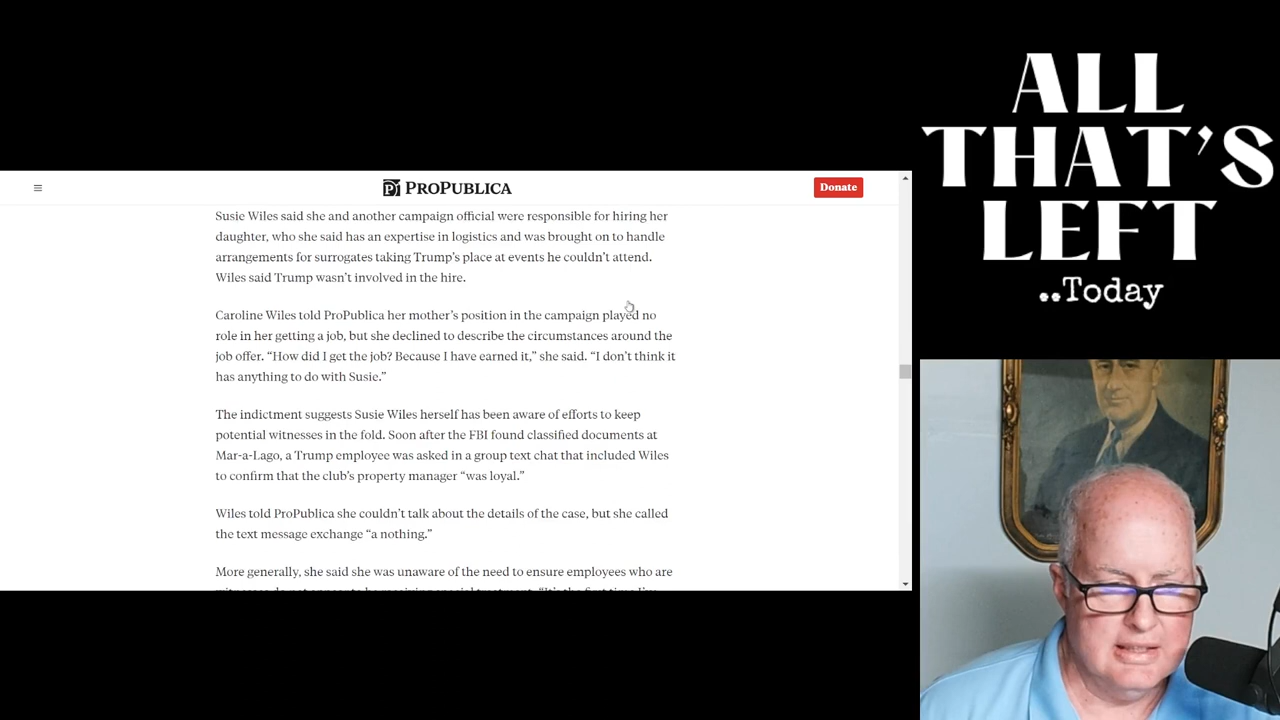 PROPUBLICA
Donate
Susie Wiles said she and another campaign official were responsible for hiring her
daughter, who she said has an expertise in logistics and was brought on to handle
arrangements for surrogates taking Trump's place at events he couldn't attend.
Wiles said Trump wasn't involved in the hire.
Caroline Wiles told ProPublica her mother's position in the campaign played no
role in her getting a job, but she declined to describe the circumstances around the
job offer. “How did I get the job? Because I have earned it,” she said. “I don't think it
has anything to do with Susie.”
The indictment suggests Susie Wiles herself has been aware of efforts to keep
potential witnesses in the fold. Soon after the FBI found classified documents at
Mar-a-Lago, a Trump employee was asked in a group text chat that included Wiles
to confirm that the club's property manager “was loyal.”
Wiles told ProPublica she couldn't talk about the details of the case, but she called
the text message exchange “a nothing.”
More generally, she said she was unaware of the need to ensure employees who are
ALL
THAT'S
LEFT
..Today